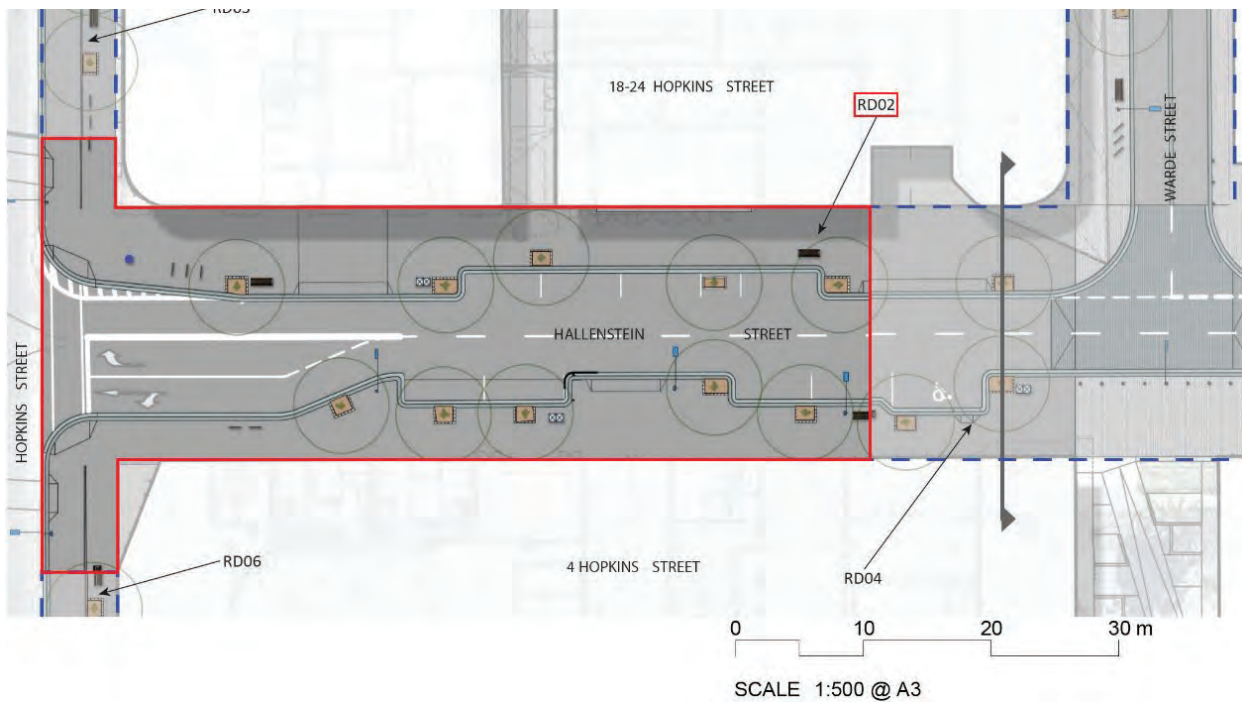 18-24 HOPKINS STREET
RD02
WARDE STREET
HALLENSTEIN STREET
HOPKINS STREET
RD06
4 HOPKINS STREET
RD04
0 10 20 30 m
SCALE 1:500 @ A3